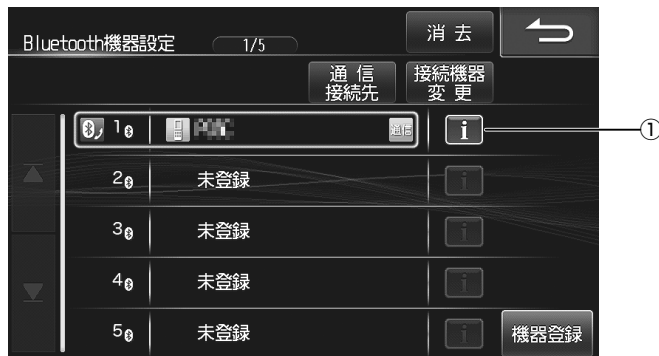 Bluetooth機器設定 1/5 消去
通信
接続先
接続機器
変更
1 通信 i ①
2 未登録 i
3 未登録 i
4 未登録 i
5 未登録 i 機器登録